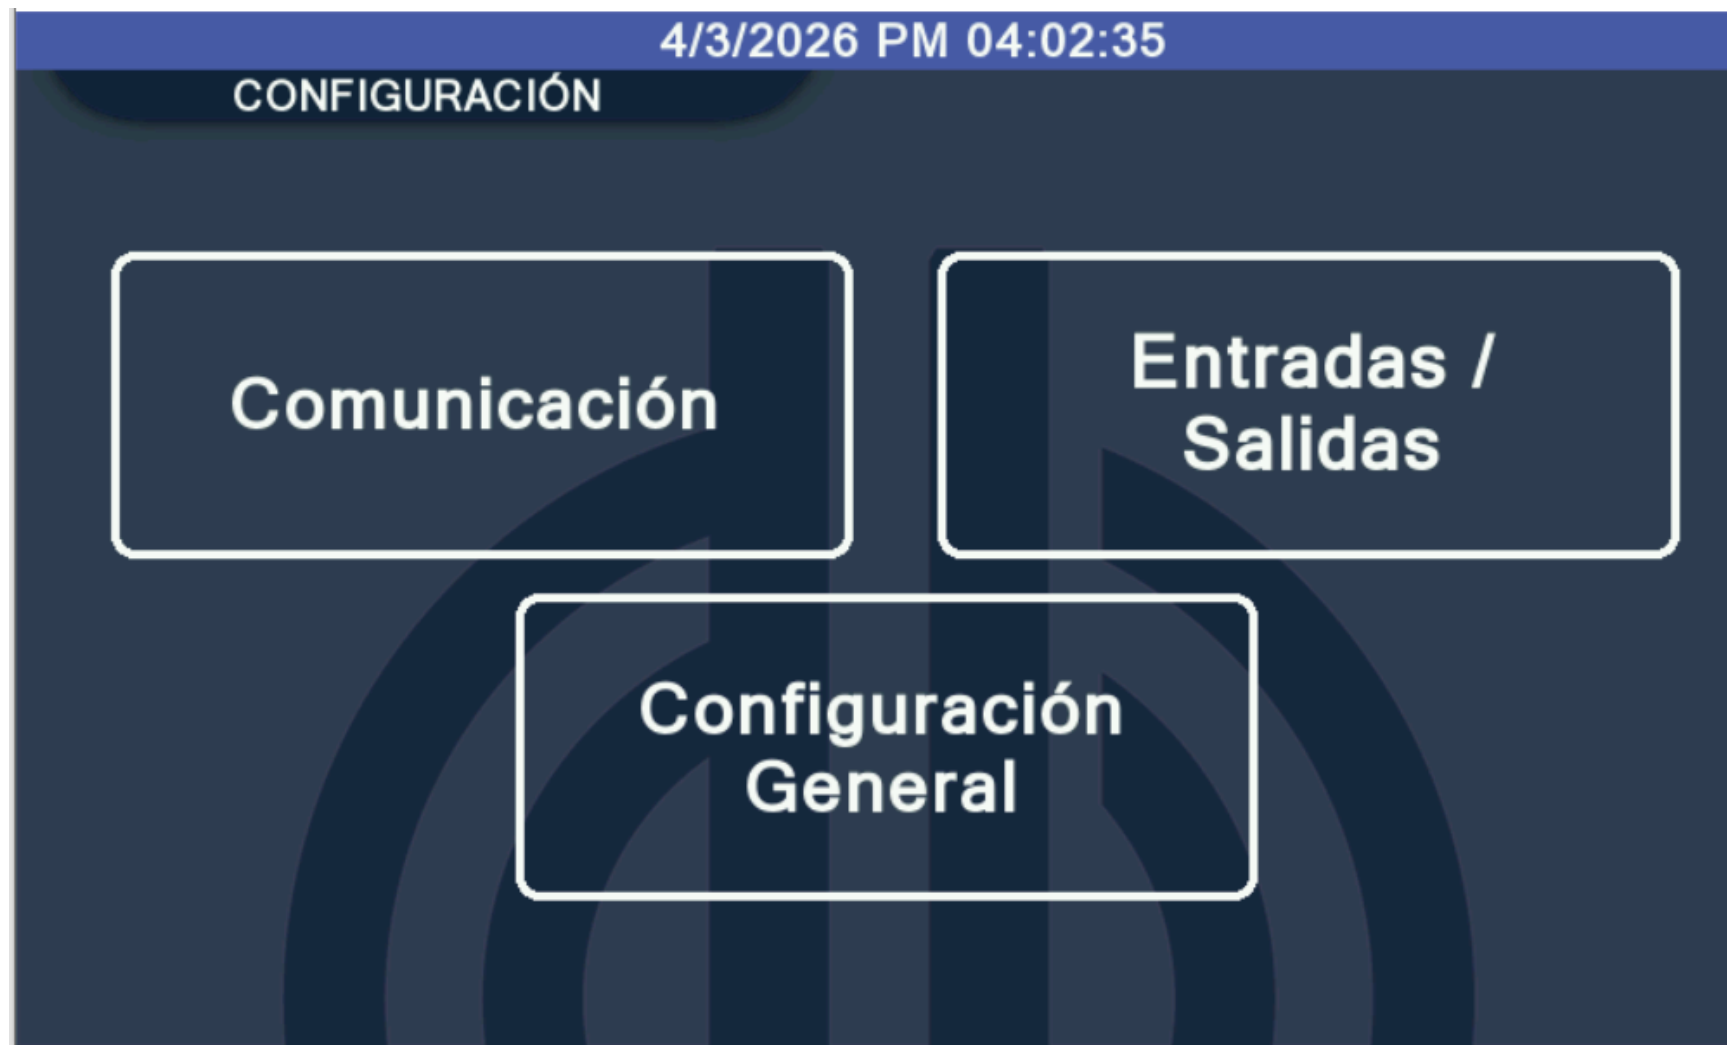 4/3/2026 PM 04:02:35
CONFIGURACIÓN
Comunicación
Entradas /
Salidas
Configuración
General